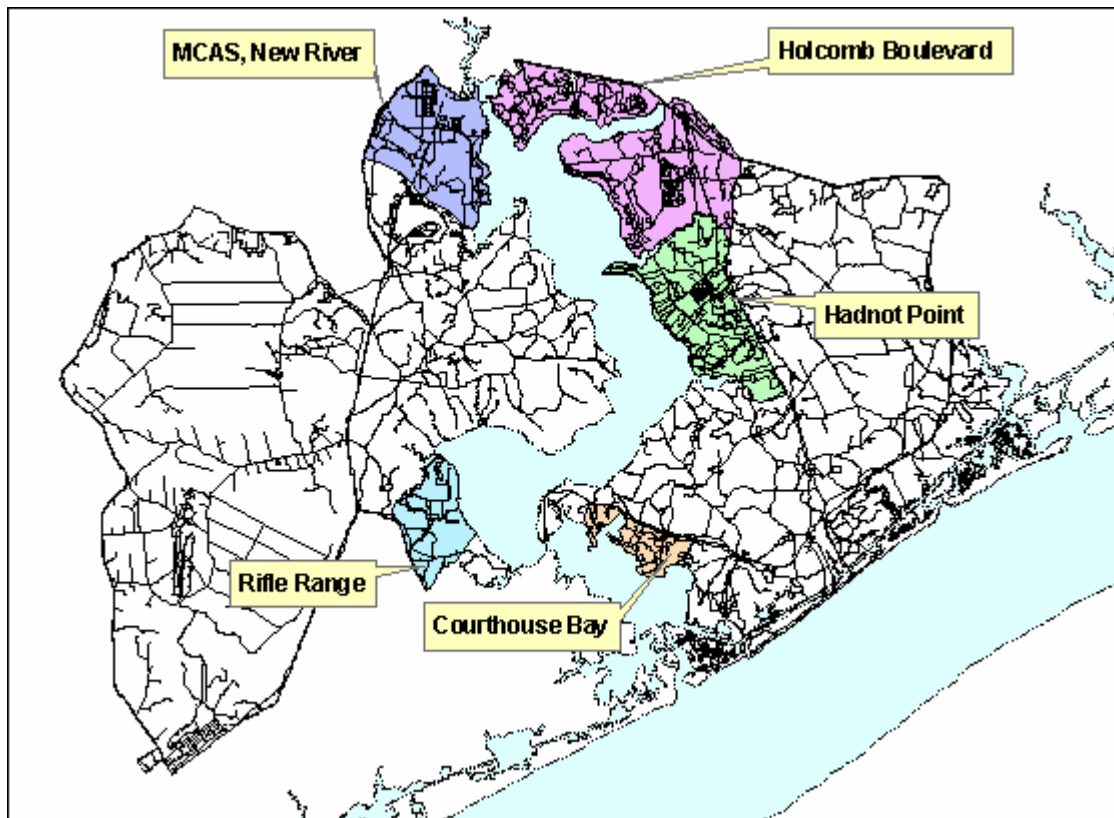 MCAS, New River
Holcomb Boulevard
Hadnot Point
Rifle Range
Courthouse Bay